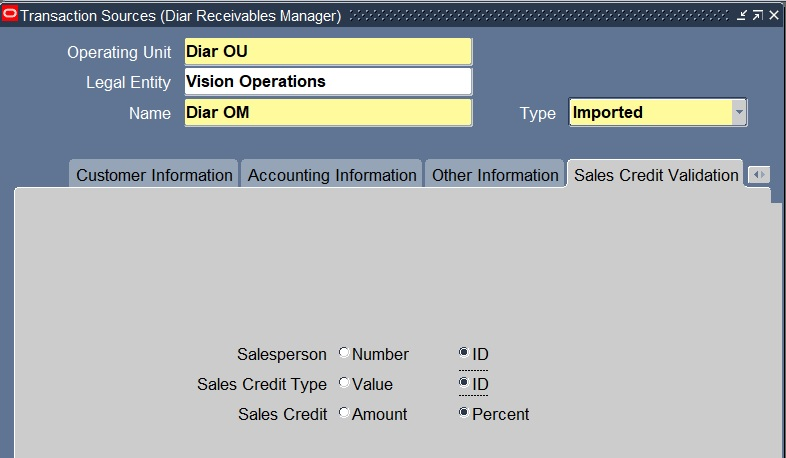 Transaction Sources (Diar Receivables Manager)
Operating Unit Diar OU
Legal Entity Vision Operations
Name Diar OM Type Imported
Customer Information Accounting Information Other Information Sales Credit Validation
Salesperson Number ID
Sales Credit Type Value ID
Sales Credit Amount Percent